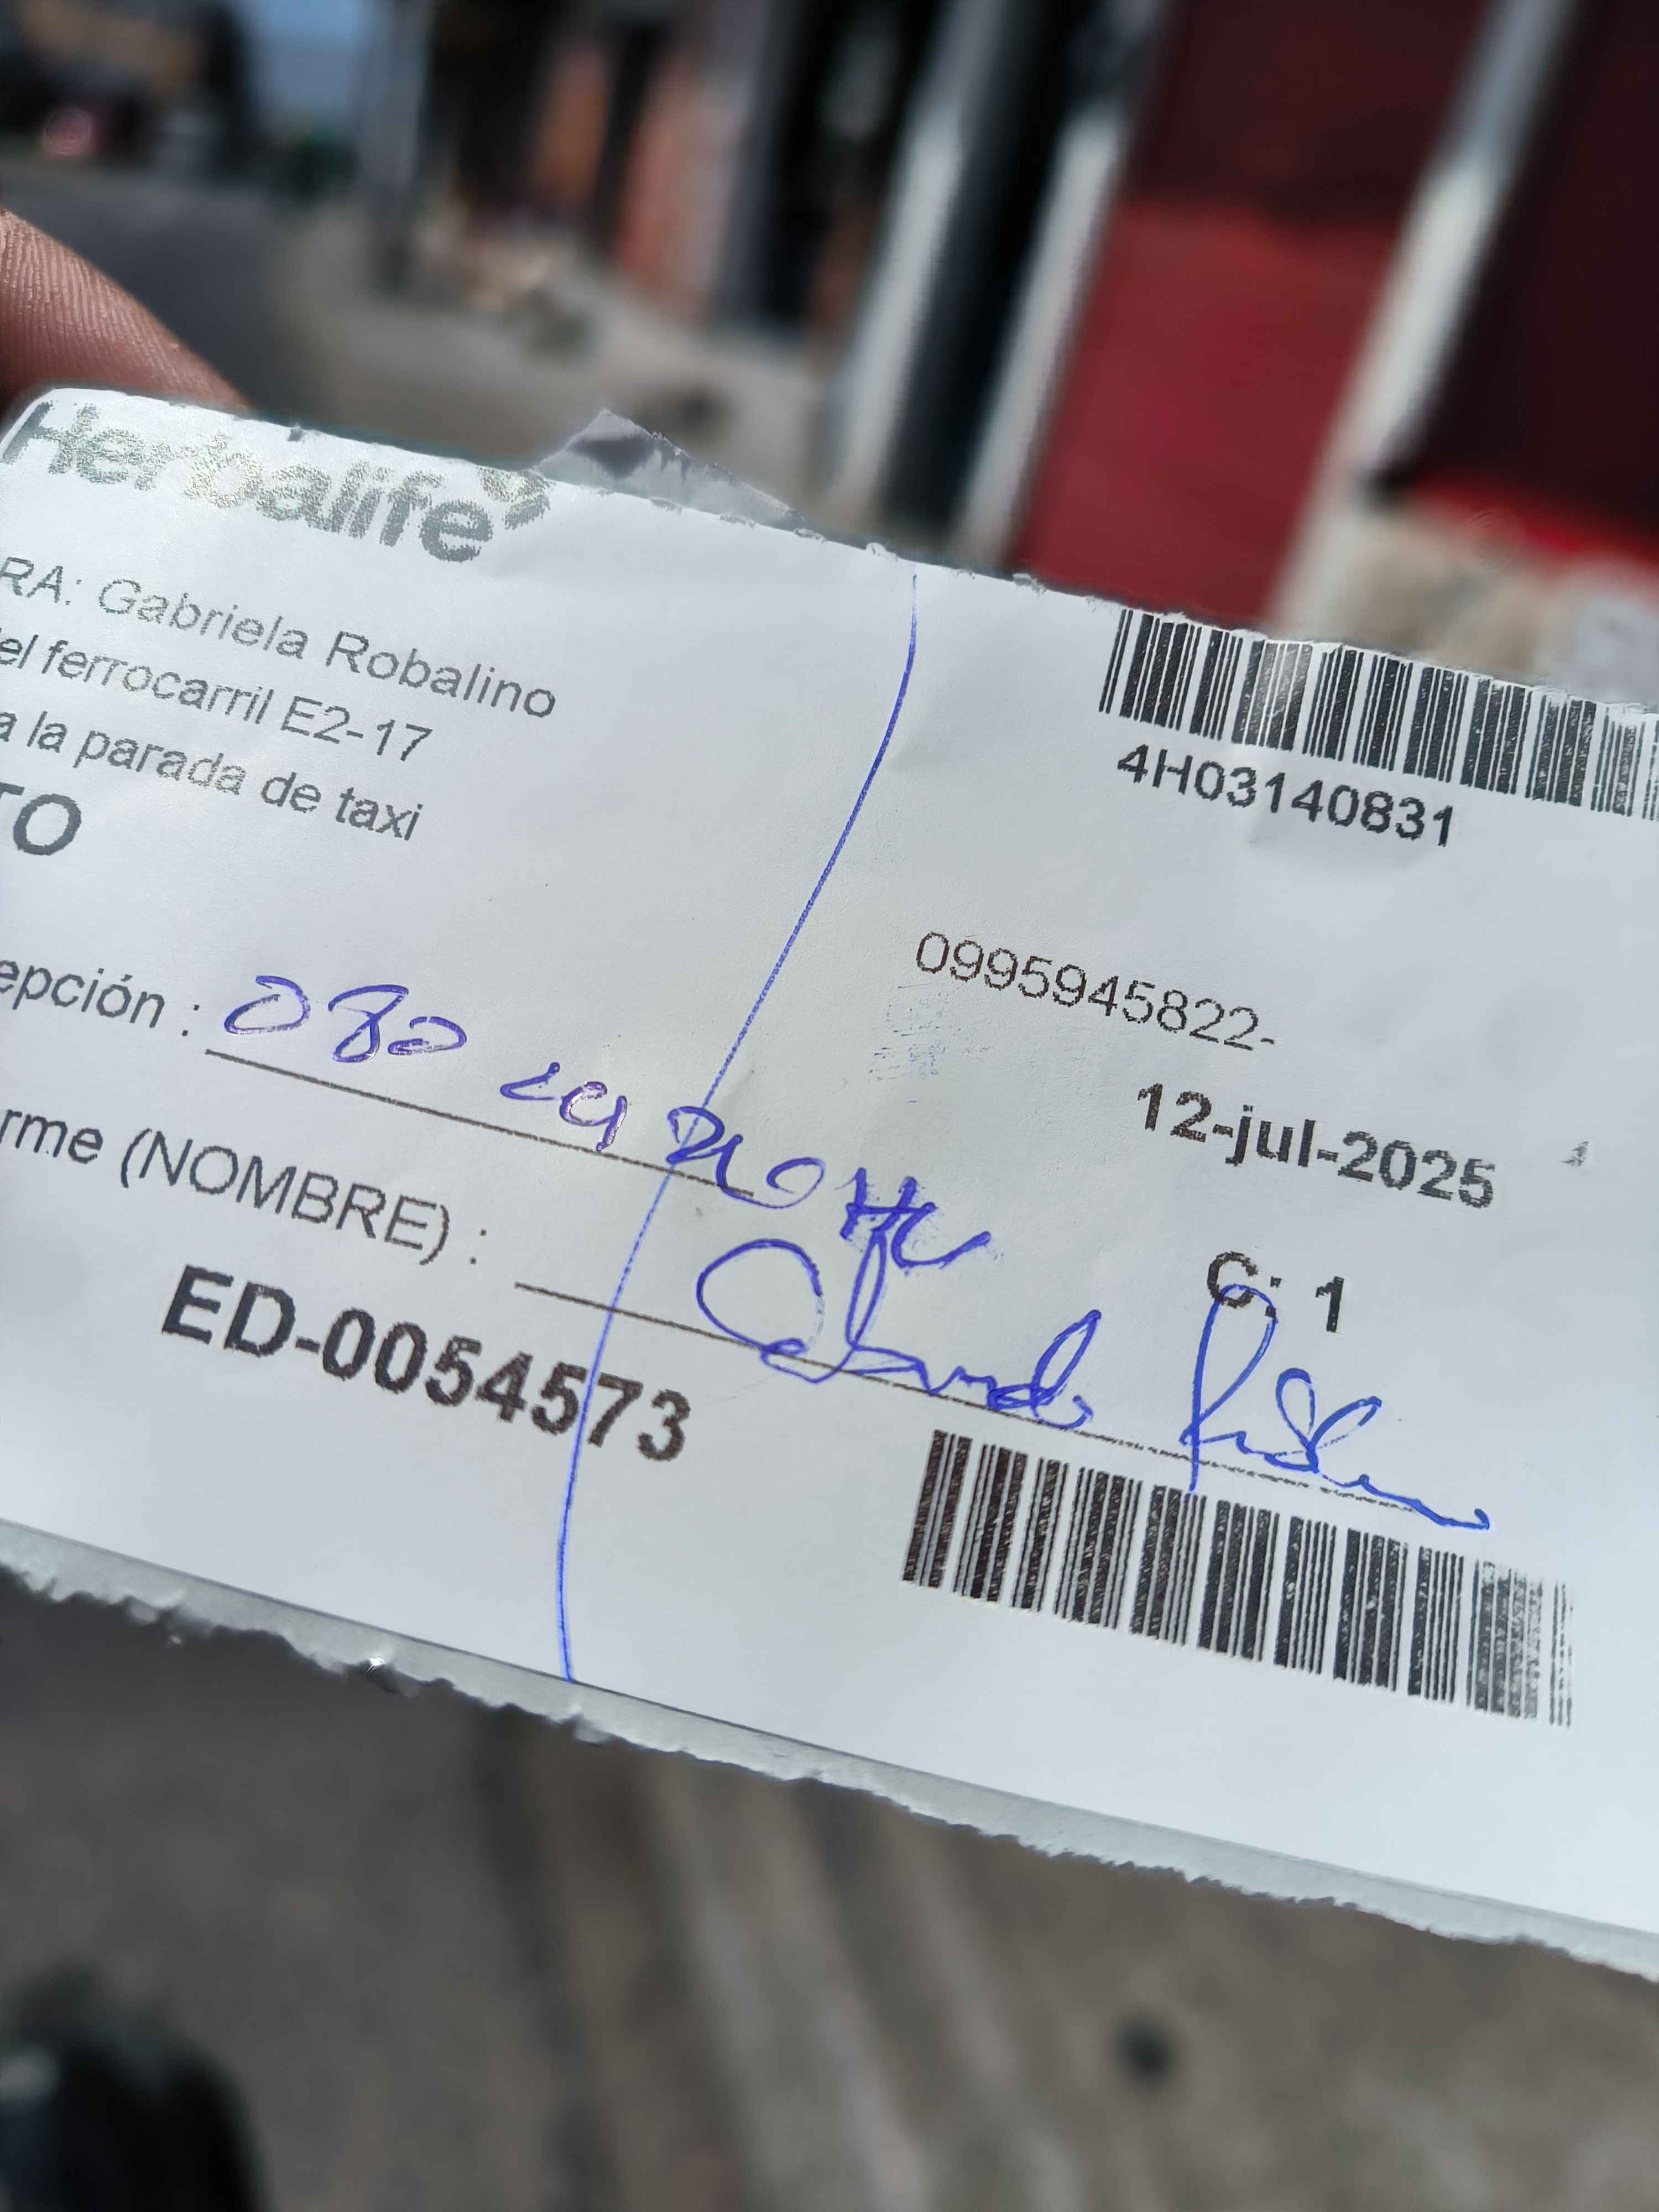 Herbalife
RA: Gabriela Robalino
el ferrocarril E2-17
a la parada de taxi
TO
4H03140831
0995945822-
12-jul-2025
C: 1
epción :
rme (NOMBRE) :
ED-0054573